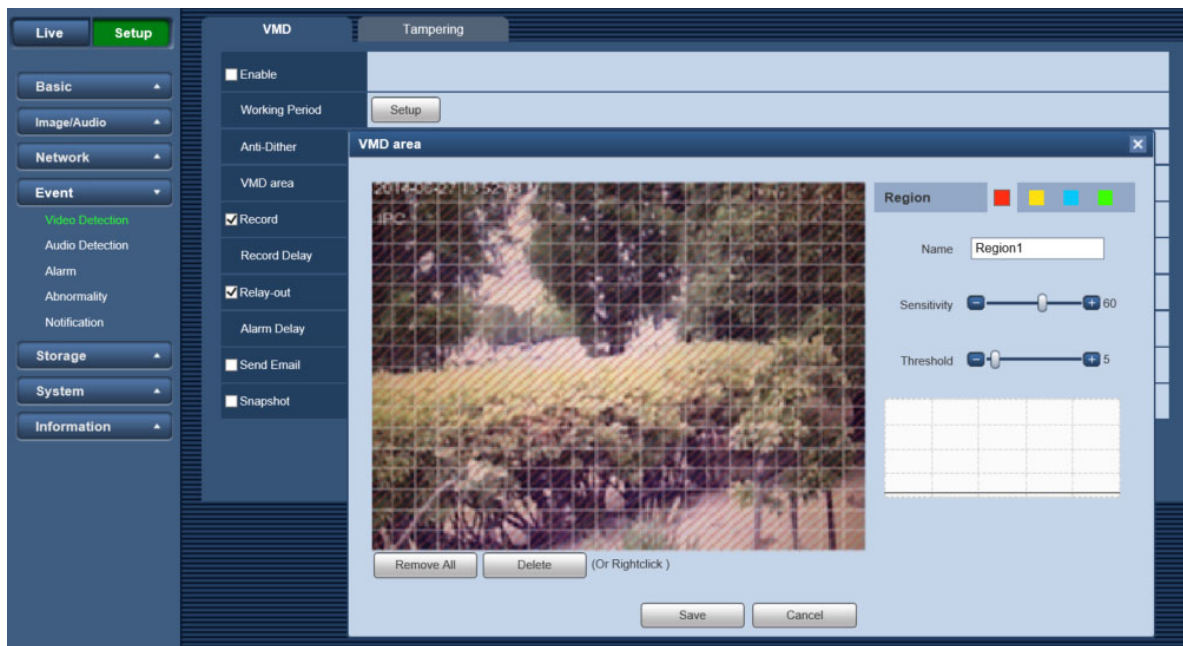 Live Setup
VMD Tampering
Basic
Image/Audio
Network
Event
Video Detection
Audio Detection
Alarm
Abnormality
Notification
Storage
System
Information
Enable
Working Period Setup
Anti-Dither
VMD area
Record
Record Delay
Relay-out
Alarm Delay
Send Email
Snapshot
VMD area
IPC
Region
Name Region1
Sensitivity 60
Threshold 5
Remove All Delete (Or Rightclick )
Save Cancel